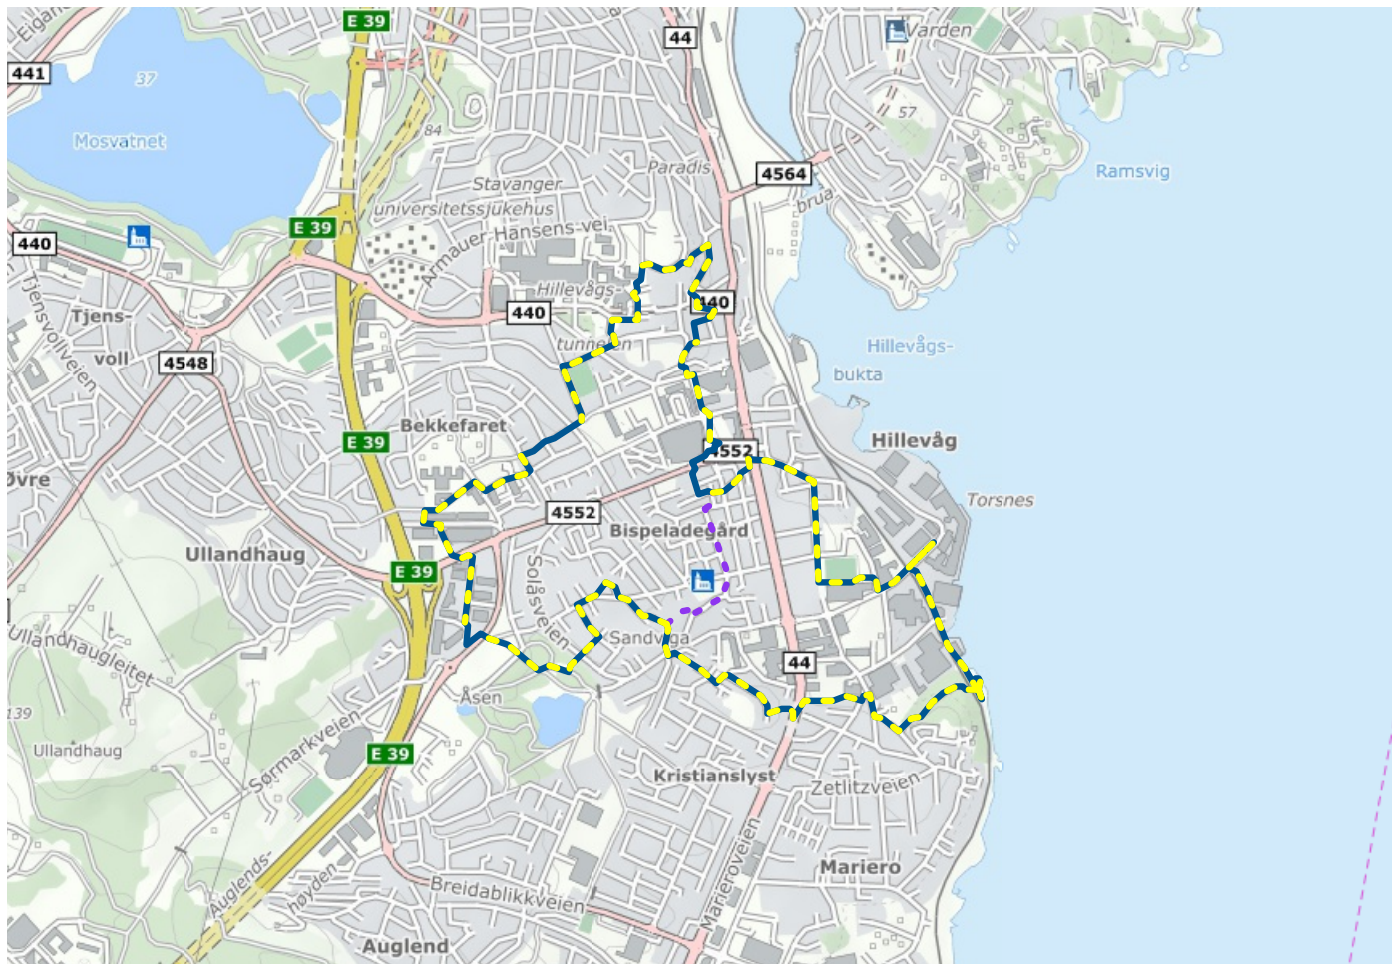 E 39
44
Varden
Eigan
441
37
Mosvatnet
84
57
Paradis
4564
Ramsvig
Stavanger
universitetssjukehus
brua
E 39
440
Armauer Hansens vei
Hillevågs-
440
440
Tjensvollveien
Tjens-
voll
4548
tunnelen
Hillevågs-
bukta
Bekkefaret
E 39
Hillevåg
4552
Øvre
Torsnes
4552
Bispeladegård
Ullandhaug
E 39
Solåsveien
Ullandhaugleitet
Sandviga
44
Åsen
139
Ullandhaug
Sørmarkveien
E 39
Kristianslyst
Zetlitzveien
Marieroveien
Mariero
Auglends-
høyden
Breidablikkveien
Auglend